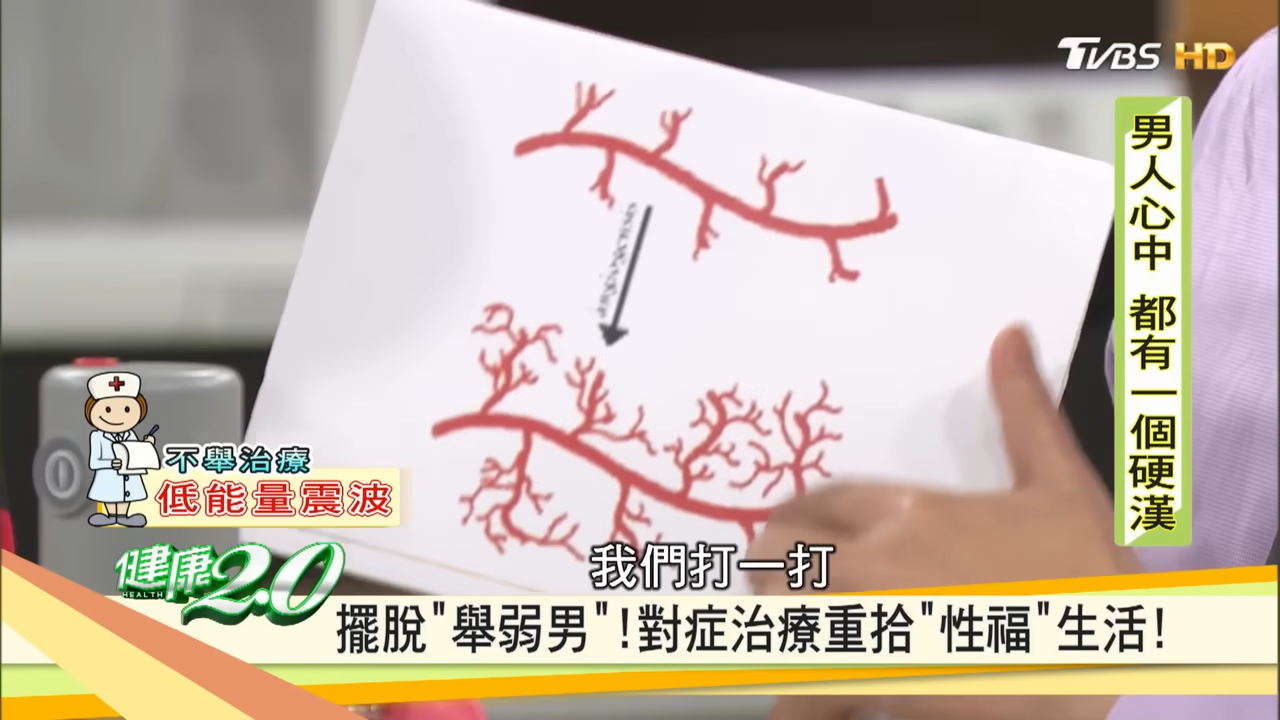 TVBS HD
男人心中 都有一個硬漢
不舉治療
低能量震波
健康2.0
HEALTH
我們打一打
擺脫"舉弱男"!對症治療重拾"性福"生活!